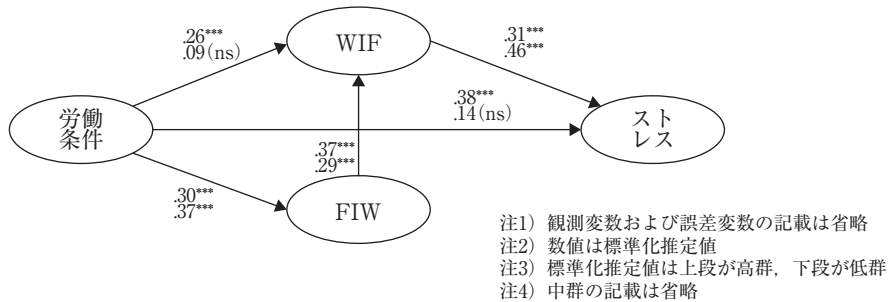 .26***
.09(ns)
WIF
.31***
.46***
労働
条件
.38***
.14(ns)
スト
レス
.37***
.29***
.30***
.37***
FIW
注1) 観測変数および誤差変数の記載は省略
注2) 数値は標準化推定値
注3) 標準化推定値は上段が高群，下段が低群
注4) 中群の記載は省略